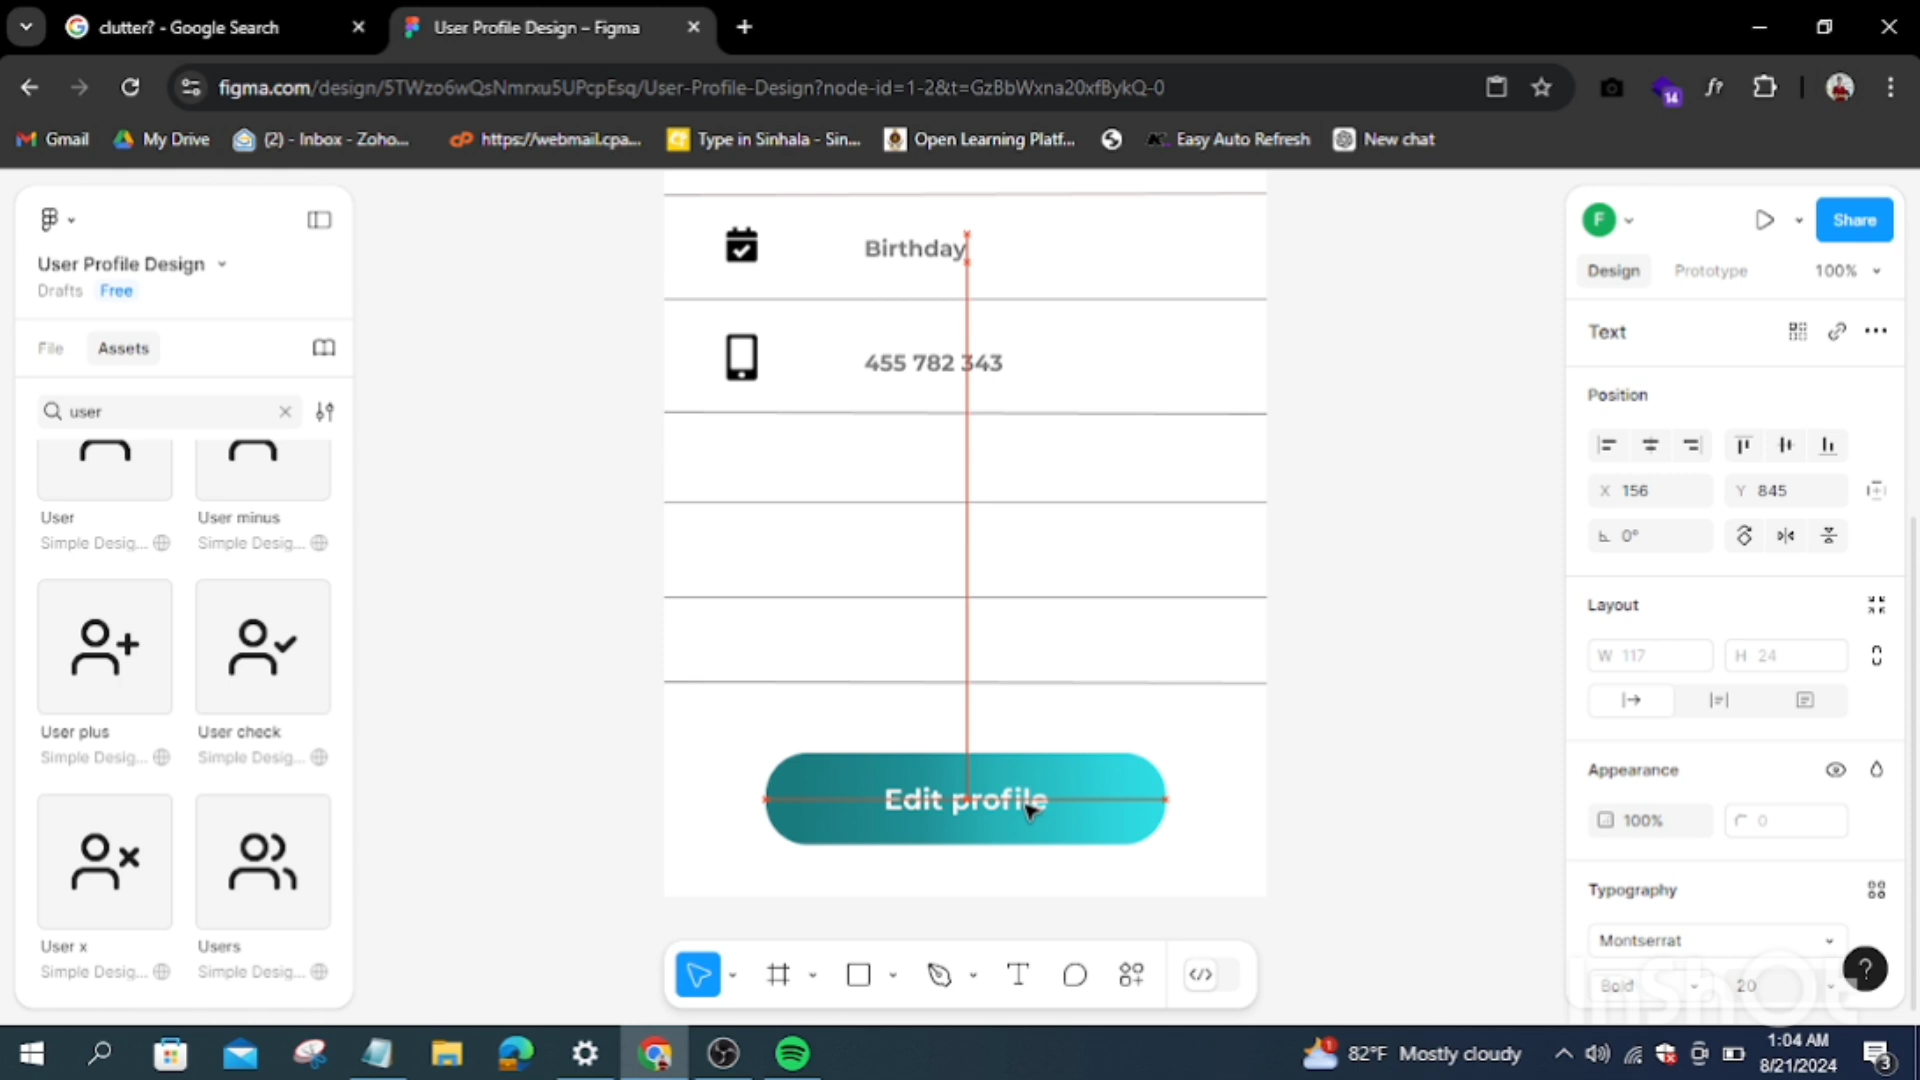 clutter? - Google Search
User Profile Design – Figma
figma.com/design/5TWzo6wQsNmrxu5UPcpEsq/User-Profile-Design?node-id=1-2&t=GzBbWxna20xfBykQ-0
14
Gmail
My Drive
(2) - Inbox - Zoho...
https://webmail.cpa...
Type in Sinhala - Sin...
Open Learning Platf...
Easy Auto Refresh
New chat
User Profile Design
Drafts
Free
File
Assets
user
User
Simple Desig...
User minus
Simple Desig...
User plus
Simple Desig...
User check
Simple Desig...
User x
Simple Desig...
Users
Simple Desig...
Birthday
455 782 343
Edit profile
F
Share
Design
Prototype
100%
Text
Position
X 156
Y 845
0°
Layout
W 117
H 24
Appearance
100%
0
Typography
Montserrat
Bold
20
InShot
?
82°F Mostly cloudy
1:04 AM
8/21/2024
3